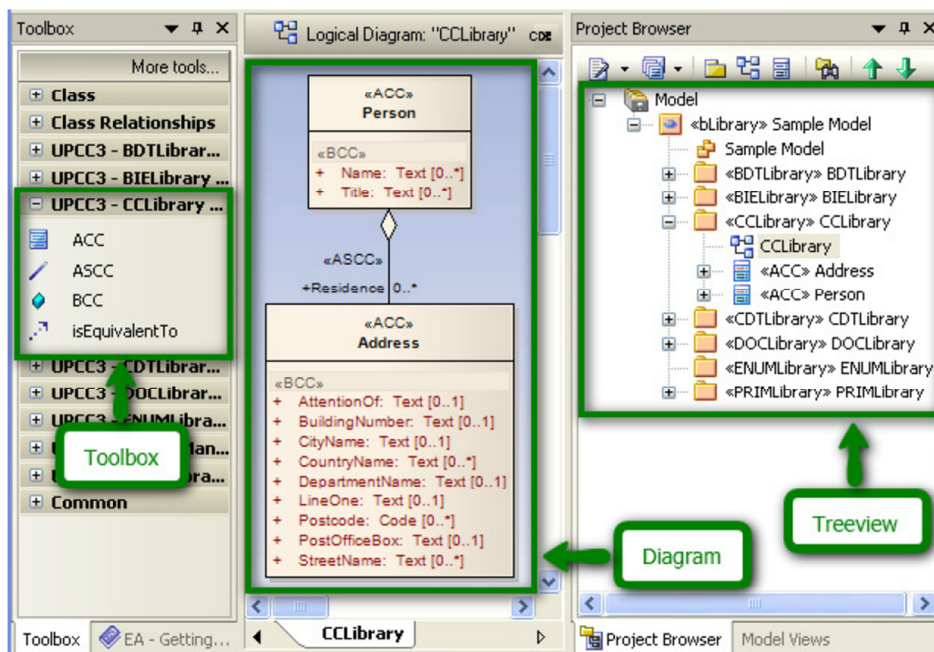 Toolbox
More tools...
Class
Class Relationships
UPCC3 - BDTLibrar...
UPCC3 - BIELibrary ...
UPCC3 - CCLibrary ...
ACC
ASCC
BCC
isEquivalentTo
UPCC3 - CDTLibrar...
UPCC3 - DOCLibrar...
UPCC3 - ENUMLibra...
Man...
bra...
Common
Toolbox
Toolbox
EA - Getting...
Logical Diagram: "CCLibrary"
«ACC»
Person
«BCC»
+ Name: Text [0..*]
+ Title: Text [0..*]
«ASCC»
+Residence 0..*
«ACC»
Address
«BCC»
+ AttentionOf: Text [0..1]
+ BuildingNumber: Text [0..1]
+ CityName: Text [0..1]
+ CountryName: Text [0..*]
+ DepartmentName: Text [0..1]
+ LineOne: Text [0..1]
+ Postcode: Code [0..*]
+ PostOfficeBox: Text [0..1]
+ StreetName: Text [0..*]
Diagram
CCLibrary
Project Browser
Model
«bLibrary» Sample Model
Sample Model
«BDTLibrary» BDTLibrary
«BIELibrary» BIELibrary
«CCLibrary» CCLibrary
CCLibrary
«ACC» Address
«ACC» Person
«CDTLibrary» CDTLibrary
«DOCLibrary» DOCLibrary
«ENUMLibrary» ENUMLibrary
«PRIMLibrary» PRIMLibrary
Treeview
Project Browser
Model Views